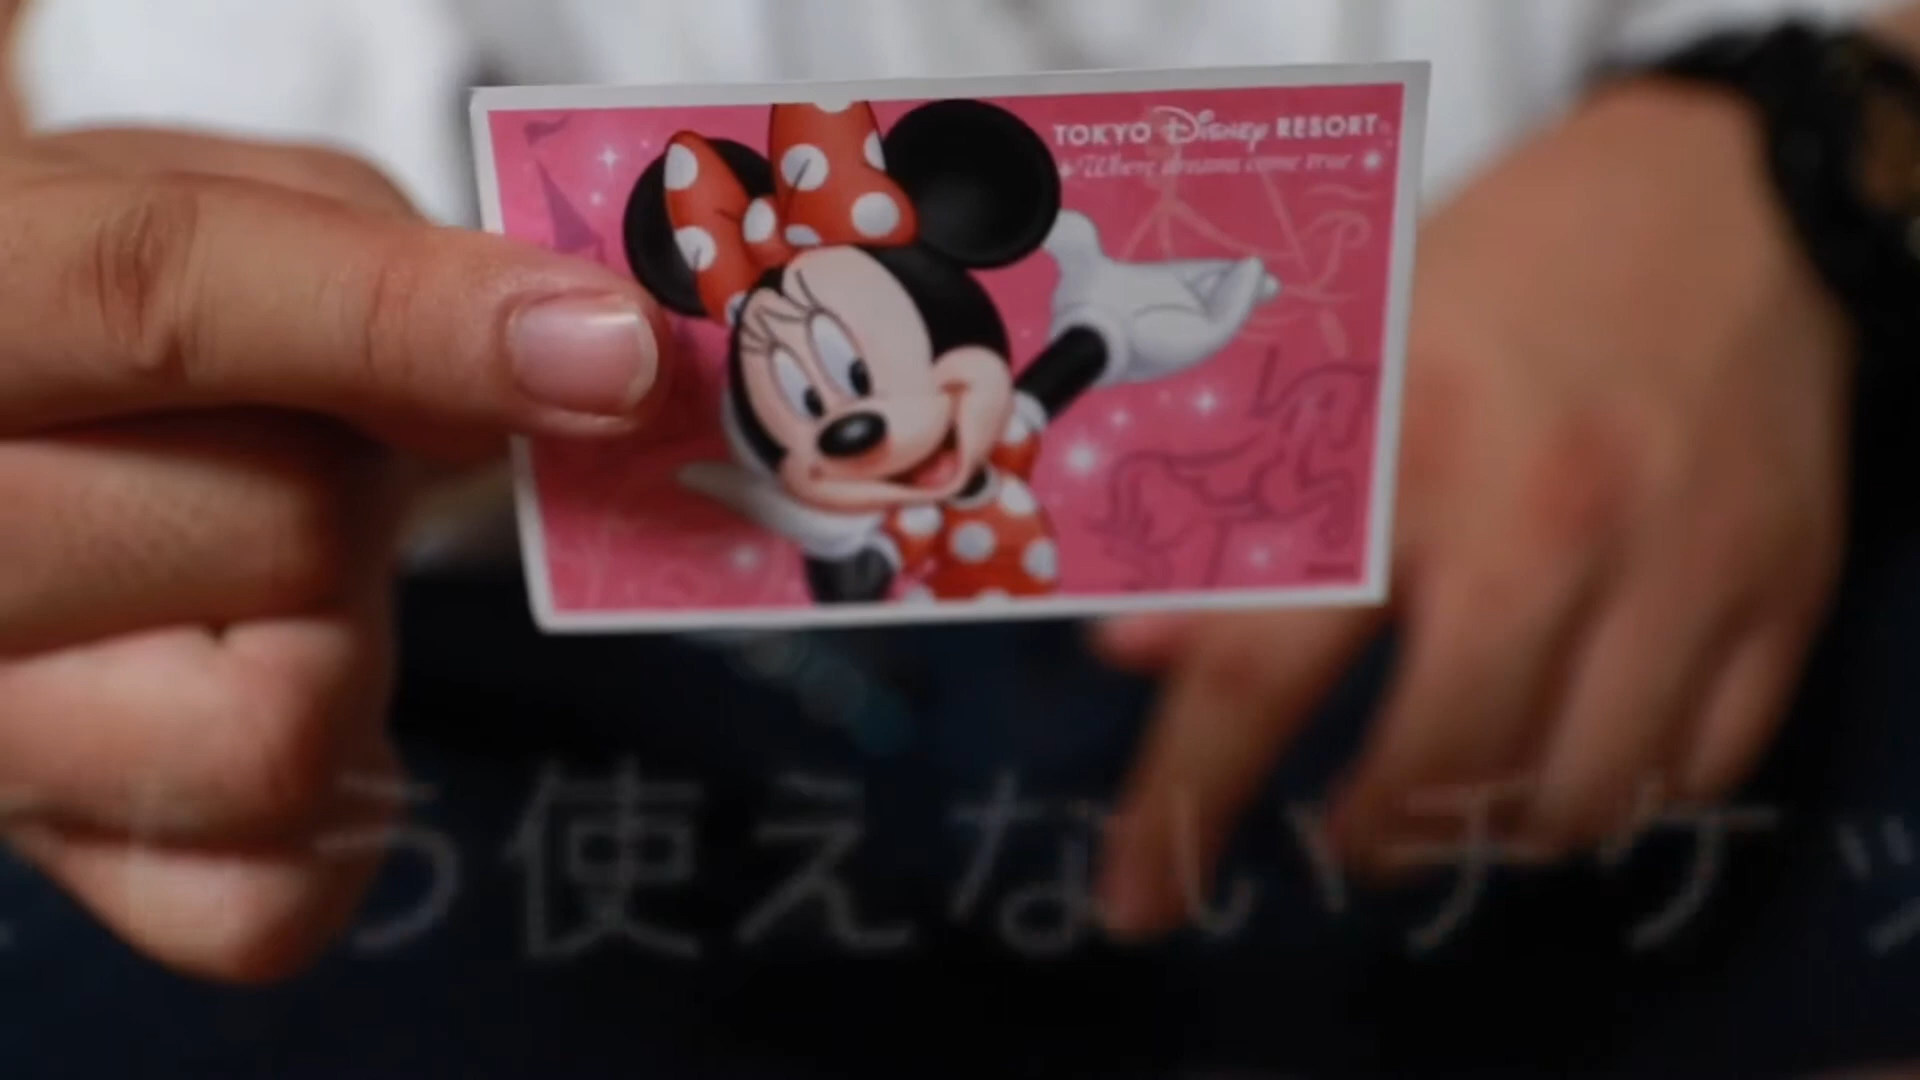 TOKYO Disney RESORT
Where dreams come true
う使えないチケッ